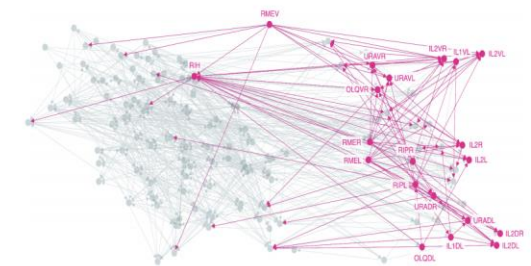 RMEV
IL2VR
IL1VL
IL2VL
URAVR
RIH
URAVL
OLQVR
RMER
IL2R
RIPR
RMEL
IL2L
RIPL
URADR
URADL
IL2DR
IL1DL
IL2DL
OLQDL